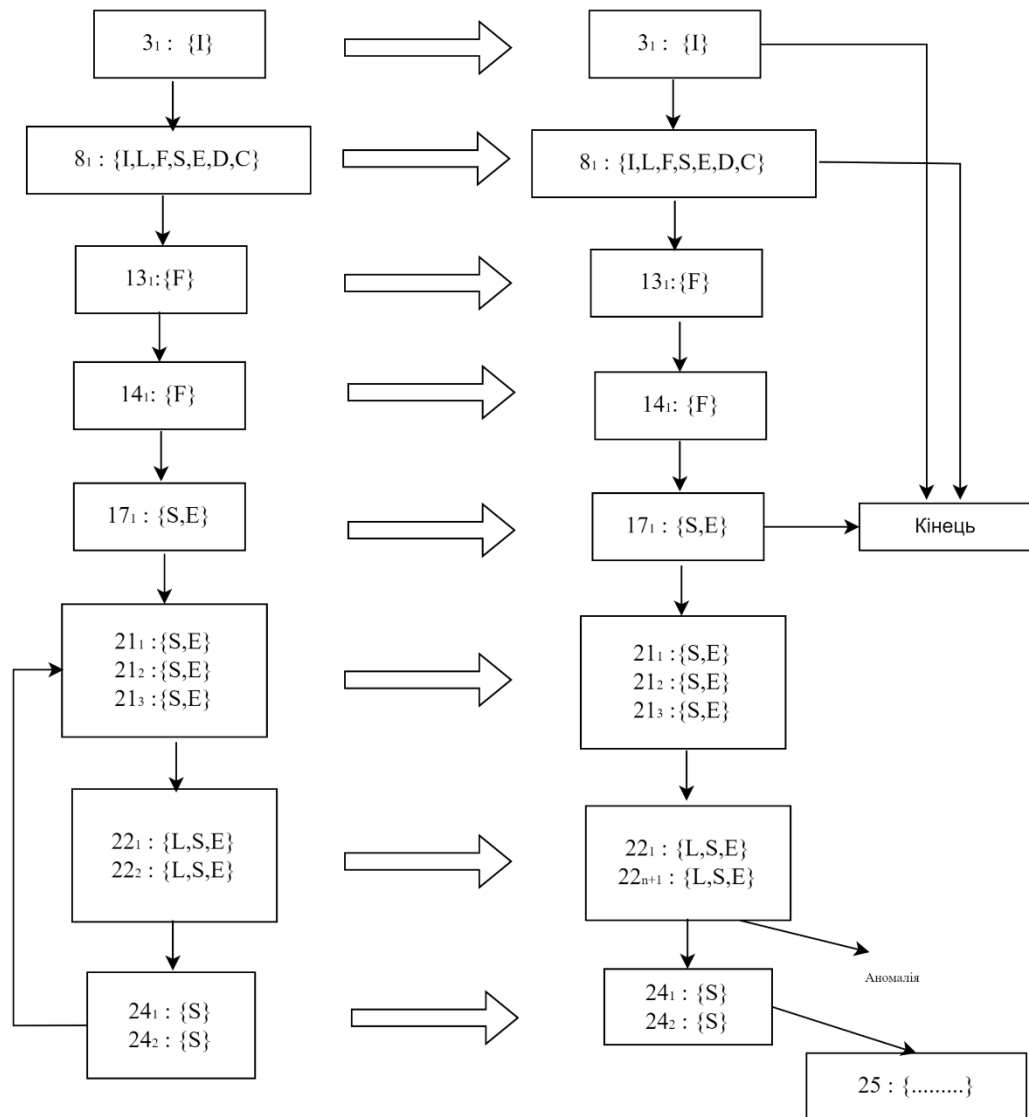 3₁ : {I}
3₁ : {I}
8₁ : {I,L,F,S,E,D,C}
8₁ : {I,L,F,S,E,D,C}
13₁:{F}
13₁:{F}
14₁: {F}
14₁: {F}
17₁ : {S,E}
17₁ : {S,E}
Кінець
21₁ :{S,E}
21₂ :{S,E}
21₃ :{S,E}
21₁ :{S,E}
21₂ :{S,E}
21₃ :{S,E}
22₁ : {L,S,E}
22₂ : {L,S,E}
22₁ : {L,S,E}
22ₙ₊₁ : {L,S,E}
Аномалія
24₁ : {S}
24₂ : {S}
24₁ : {S}
24₂ : {S}
25 : {.........}